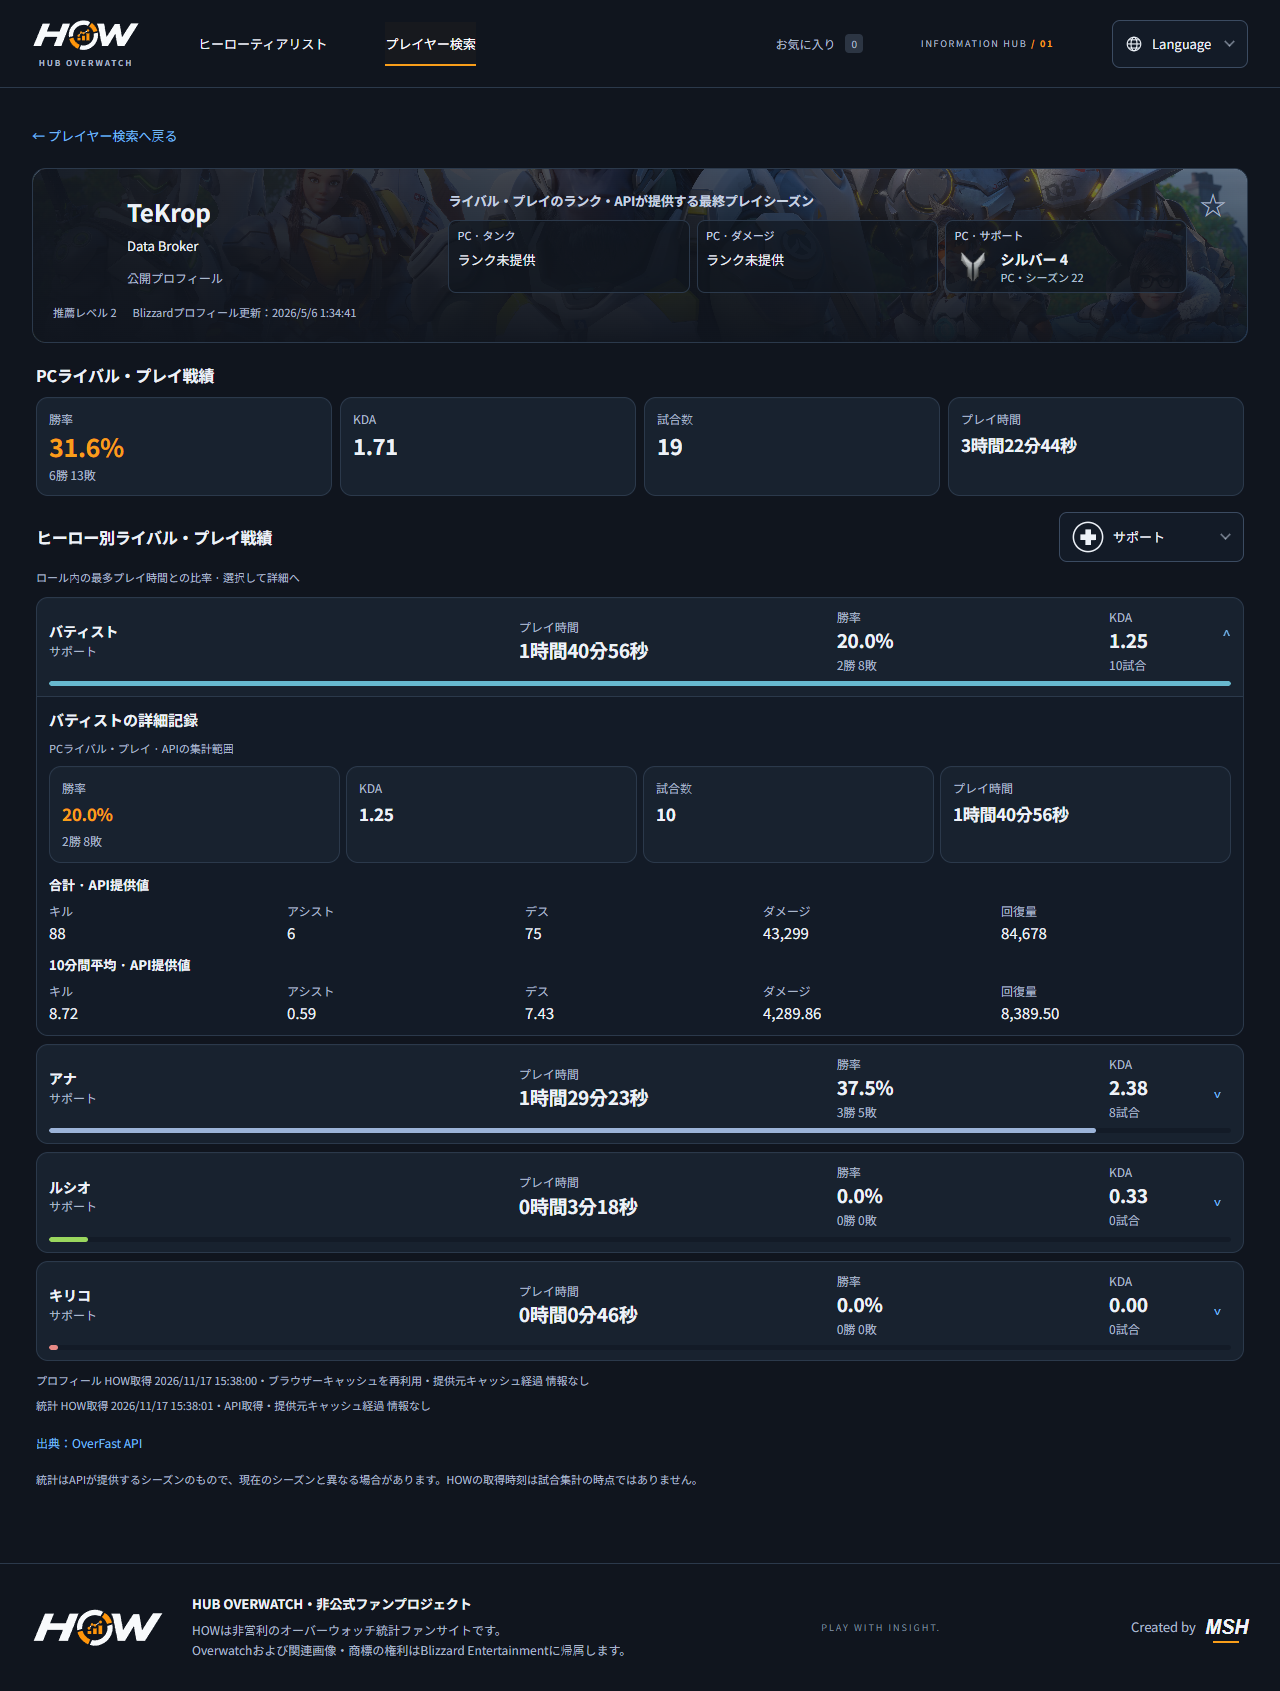 HOW
HUB OVERWATCH
ヒーローティアリスト
プレイヤー検索
お気に入り 0
INFORMATION HUB / 01
Language
← プレイヤー検索へ戻る
TeKrop
Data Broker
公開プロフィール
推薦レベル 2 Blizzardプロフィール更新：2026/5/6 1:34:41
ライバル・プレイのランク・APIが提供する最終プレイシーズン
PC · タンク
ランク未提供
PC · ダメージ
ランク未提供
PC · サポート
シルバー 4
PC・シーズン 22
PCライバル・プレイ戦績
勝率
31.6%
6勝 13敗
KDA
1.71
試合数
19
プレイ時間
3時間22分44秒
ヒーロー別ライバル・プレイ戦績
サポート
ロール内の最多プレイ時間との比率 · 選択して詳細へ
バティスト
サポート
プレイ時間
1時間40分56秒
勝率
20.0%
2勝 8敗
KDA
1.25
10試合
バティストの詳細記録
PCライバル・プレイ · APIの集計範囲
勝率
20.0%
2勝 8敗
KDA
1.25
試合数
10
プレイ時間
1時間40分56秒
合計 · API提供値
キル アシスト デス ダメージ 回復量
88 6 75 43,299 84,678
10分間平均 · API提供値
キル アシスト デス ダメージ 回復量
8.72 0.59 7.43 4,289.86 8,389.50
アナ
サポート
プレイ時間
1時間29分23秒
勝率
37.5%
3勝 5敗
KDA
2.38
8試合
ルシオ
サポート
プレイ時間
0時間3分18秒
勝率
0.0%
0勝 0敗
KDA
0.33
0試合
キリコ
サポート
プレイ時間
0時間0分46秒
勝率
0.0%
0勝 0敗
KDA
0.00
0試合
プロフィール HOW取得 2026/11/17 15:38:00・ブラウザーキャッシュを再利用・提供元キャッシュ経過 情報なし
統計 HOW取得 2026/11/17 15:38:01・API取得・提供元キャッシュ経過 情報なし
出典：OverFast API
統計はAPIが提供するシーズンのもので、現在のシーズンと異なる場合があります。HOWの取得時刻は試合集計の時点ではありません。
HOW
HUB OVERWATCH・非公式ファンプロジェクト
HOWは非営利のオーバーウォッチ統計ファンサイトです。
Overwatchおよび関連画像・商標の権利はBlizzard Entertainmentに帰属します。
PLAY WITH INSIGHT.
Created by MSH